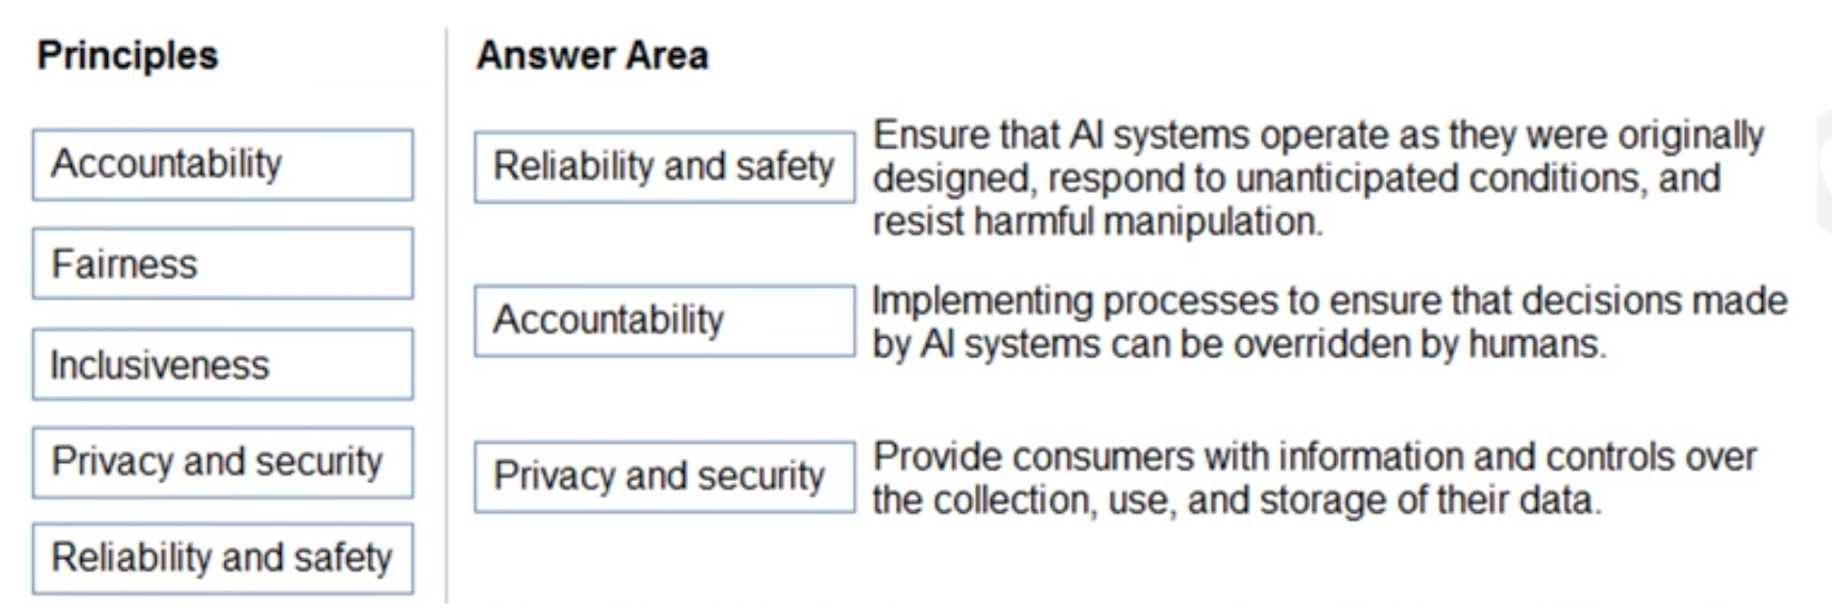 Principles
Accountability
Fairness
Inclusiveness
Privacy and security
Reliability and safety
Answer Area
Reliability and safety
Ensure that AI systems operate as they were originally
designed, respond to unanticipated conditions, and
resist harmful manipulation.
Accountability
Implementing processes to ensure that decisions made
by AI systems can be overridden by humans.
Privacy and security
Provide consumers with information and controls over
the collection, use, and storage of their data.